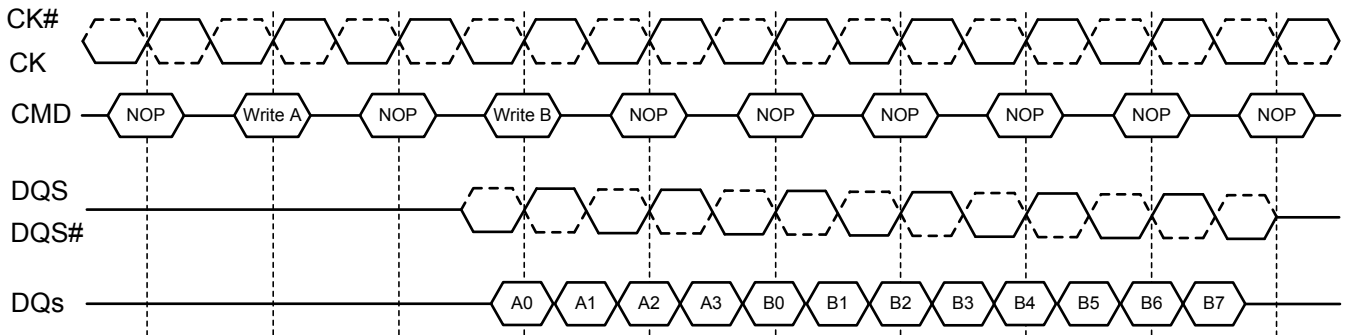 CK#
CK
CMD NOP Write A NOP Write B NOP NOP NOP NOP NOP NOP
DQS
DQS#
DQs A0 A1 A2 A3 B0 B1 B2 B3 B4 B5 B6 B7